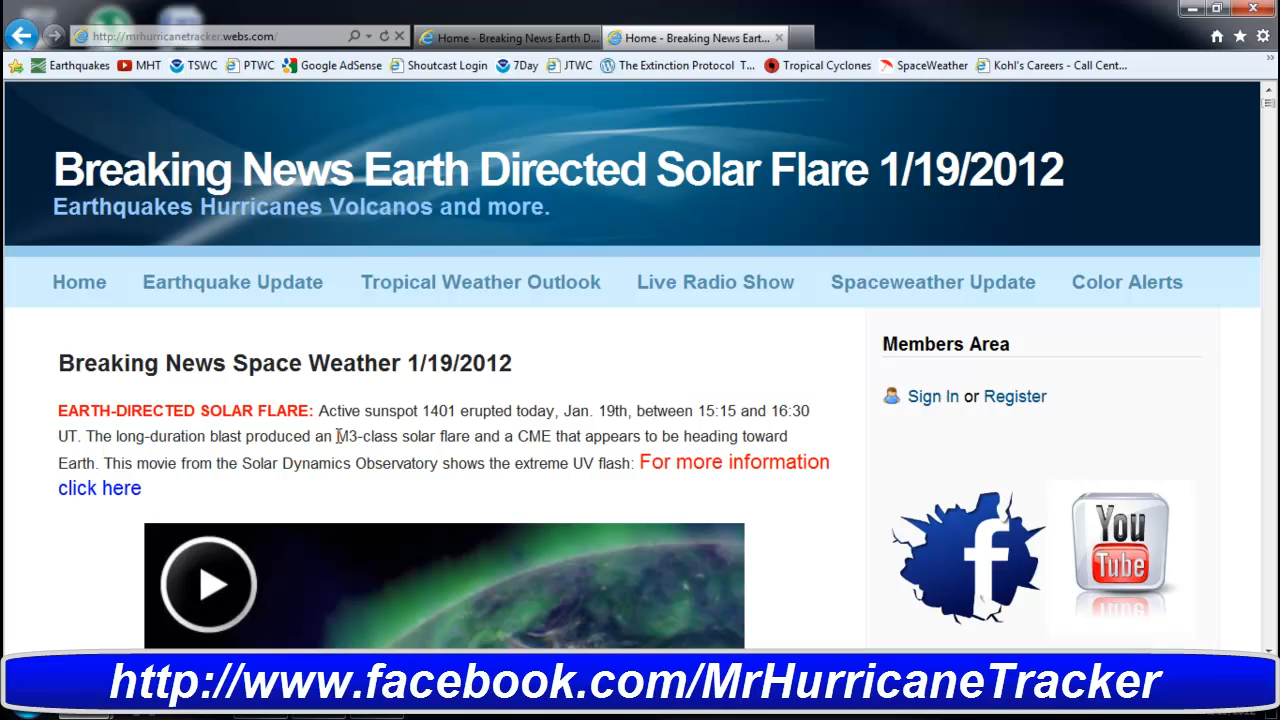 http://mrhurricanetracker.webs.com/
Home - Breaking News Earth D...
Home - Breaking News Eart...
Earthquakes MHT TSWC PTWC Google AdSense Shoutcast Login 7Day JTWC The Extinction Protocol T... Tropical Cyclones SpaceWeather Kohl's Careers - Call Cent...
Breaking News Earth Directed Solar Flare 1/19/2012
Earthquakes Hurricanes Volcanos and more.
Home Earthquake Update Tropical Weather Outlook Live Radio Show Spaceweather Update Color Alerts
Breaking News Space Weather 1/19/2012
EARTH-DIRECTED SOLAR FLARE: Active sunspot 1401 erupted today, Jan. 19th, between 15:15 and 16:30
UT. The long-duration blast produced an M3-class solar flare and a CME that appears to be heading toward
Earth. This movie from the Solar Dynamics Observatory shows the extreme UV flash: For more information
click here
Members Area
Sign In or Register
f
You
Tube
http://www.facebook.com/MrHurricaneTracker